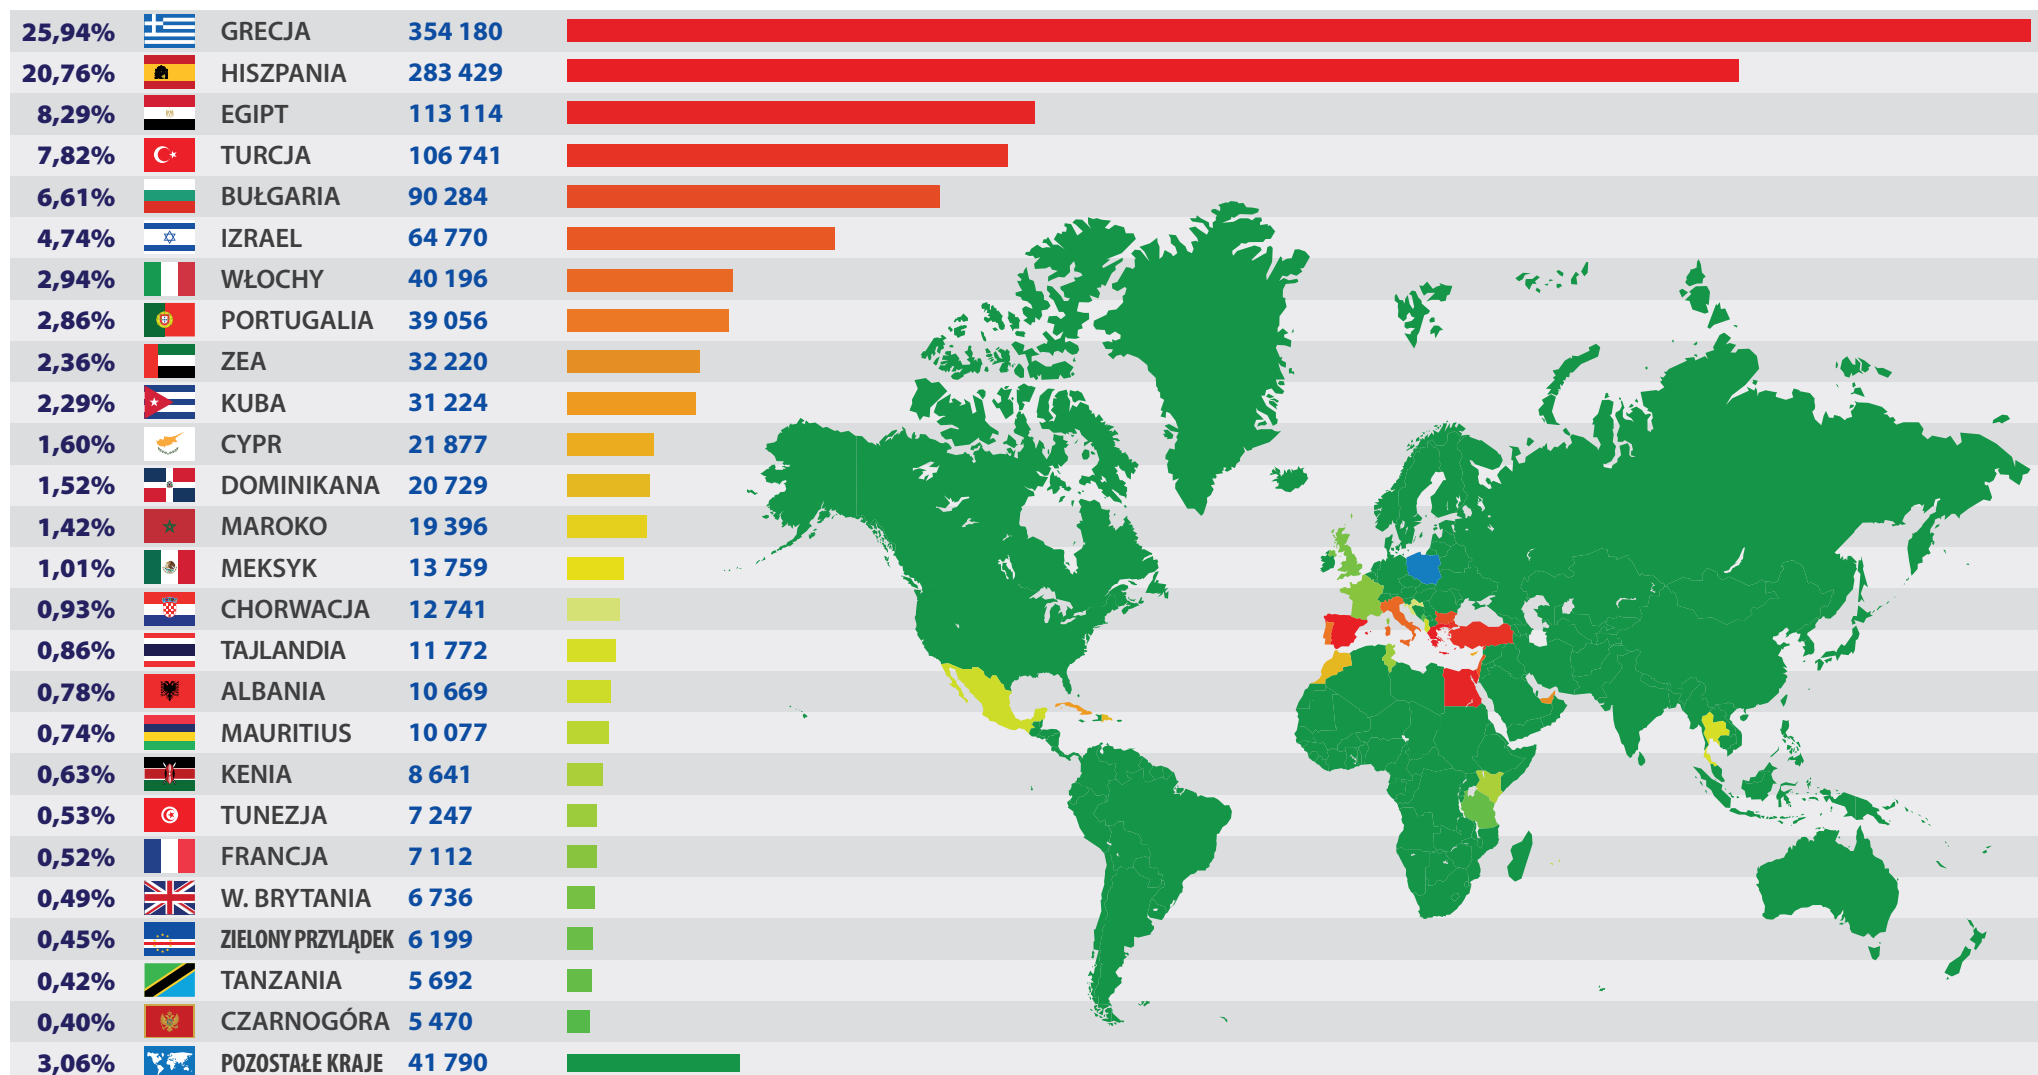 25,94% GRECJA 354 180
20,76% HISZPANIA 283 429
8,29% EGIPT 113 114
7,82% TURCJA 106 741
6,61% BUŁGARIA 90 284
4,74% IZRAEL 64 770
2,94% WŁOCHY 40 196
2,86% PORTUGALIA 39 056
2,36% ZEA 32 220
2,29% KUBA 31 224
1,60% CYPR 21 877
1,52% DOMINIKANA 20 729
1,42% MAROKO 19 396
1,01% MEKSYK 13 759
0,93% CHORWACJA 12 741
0,86% TAJLANDIA 11 772
0,78% ALBANIA 10 669
0,74% MAURITIUS 10 077
0,63% KENIA 8 641
0,53% TUNEZJA 7 247
0,52% FRANCJA 7 112
0,49% W. BRYTANIA 6 736
0,45% ZIELONY PRZYLĄDEK 6 199
0,42% TANZANIA 5 692
0,40% CZARNOGÓRA 5 470
3,06% POZOSTAŁE KRAJE 41 790